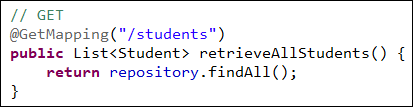 // GET
@GetMapping("/students")
public List<Student> retrieveAllStudents() {
    return repository.findAll();
}